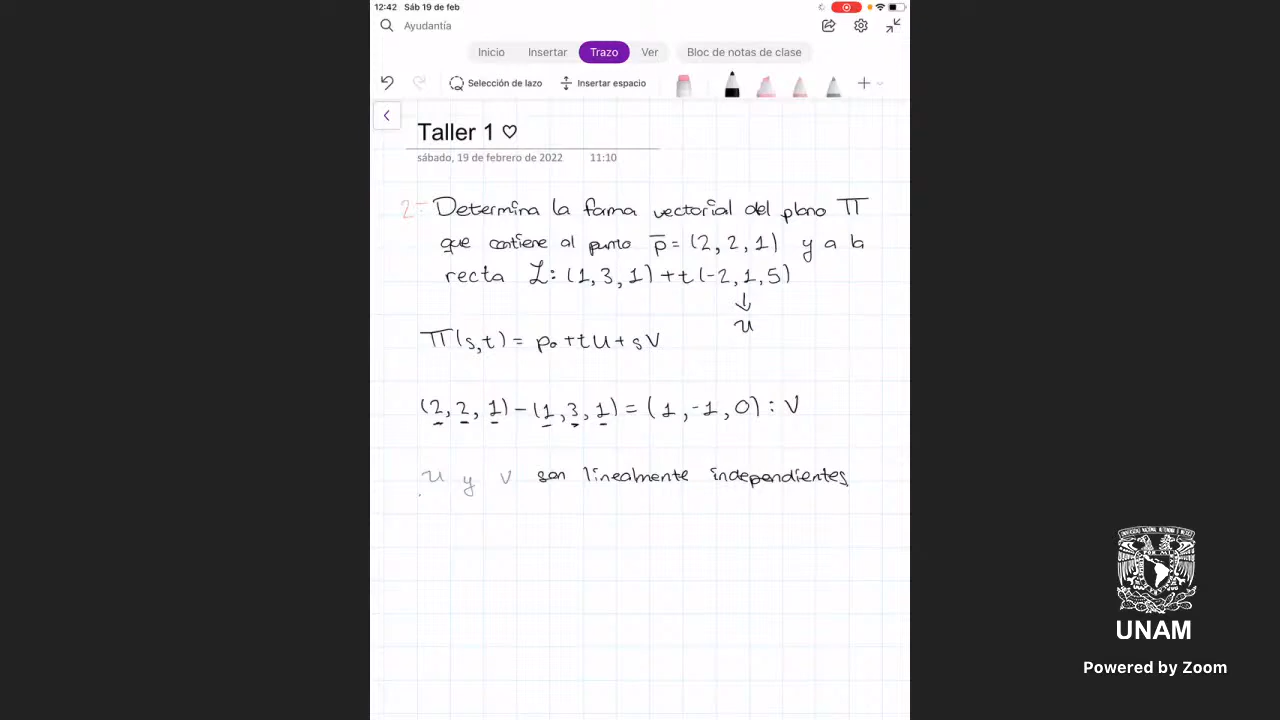 12:42 Sáb 19 de feb
Ayudantía
Inicio Insertar Trazo Ver Bloc de notas de clase
Selección de lazo Insertar espacio
Taller 1 ♡
sábado, 19 de febrero de 2022 11:10
2.- Determina la forma vectorial del plano π
que contiene al punto p̅ = (2, 2, 1) y a la
recta ℒ: (1, 3, 1) + t(-2, 1, 5)
↓
u
π(s,t) = p₀ + tu + sv
(2, 2, 1) - (1, 3, 1) = (1, -1, 0) : v
u y v son linealmente independientes
UNAM
Powered by Zoom